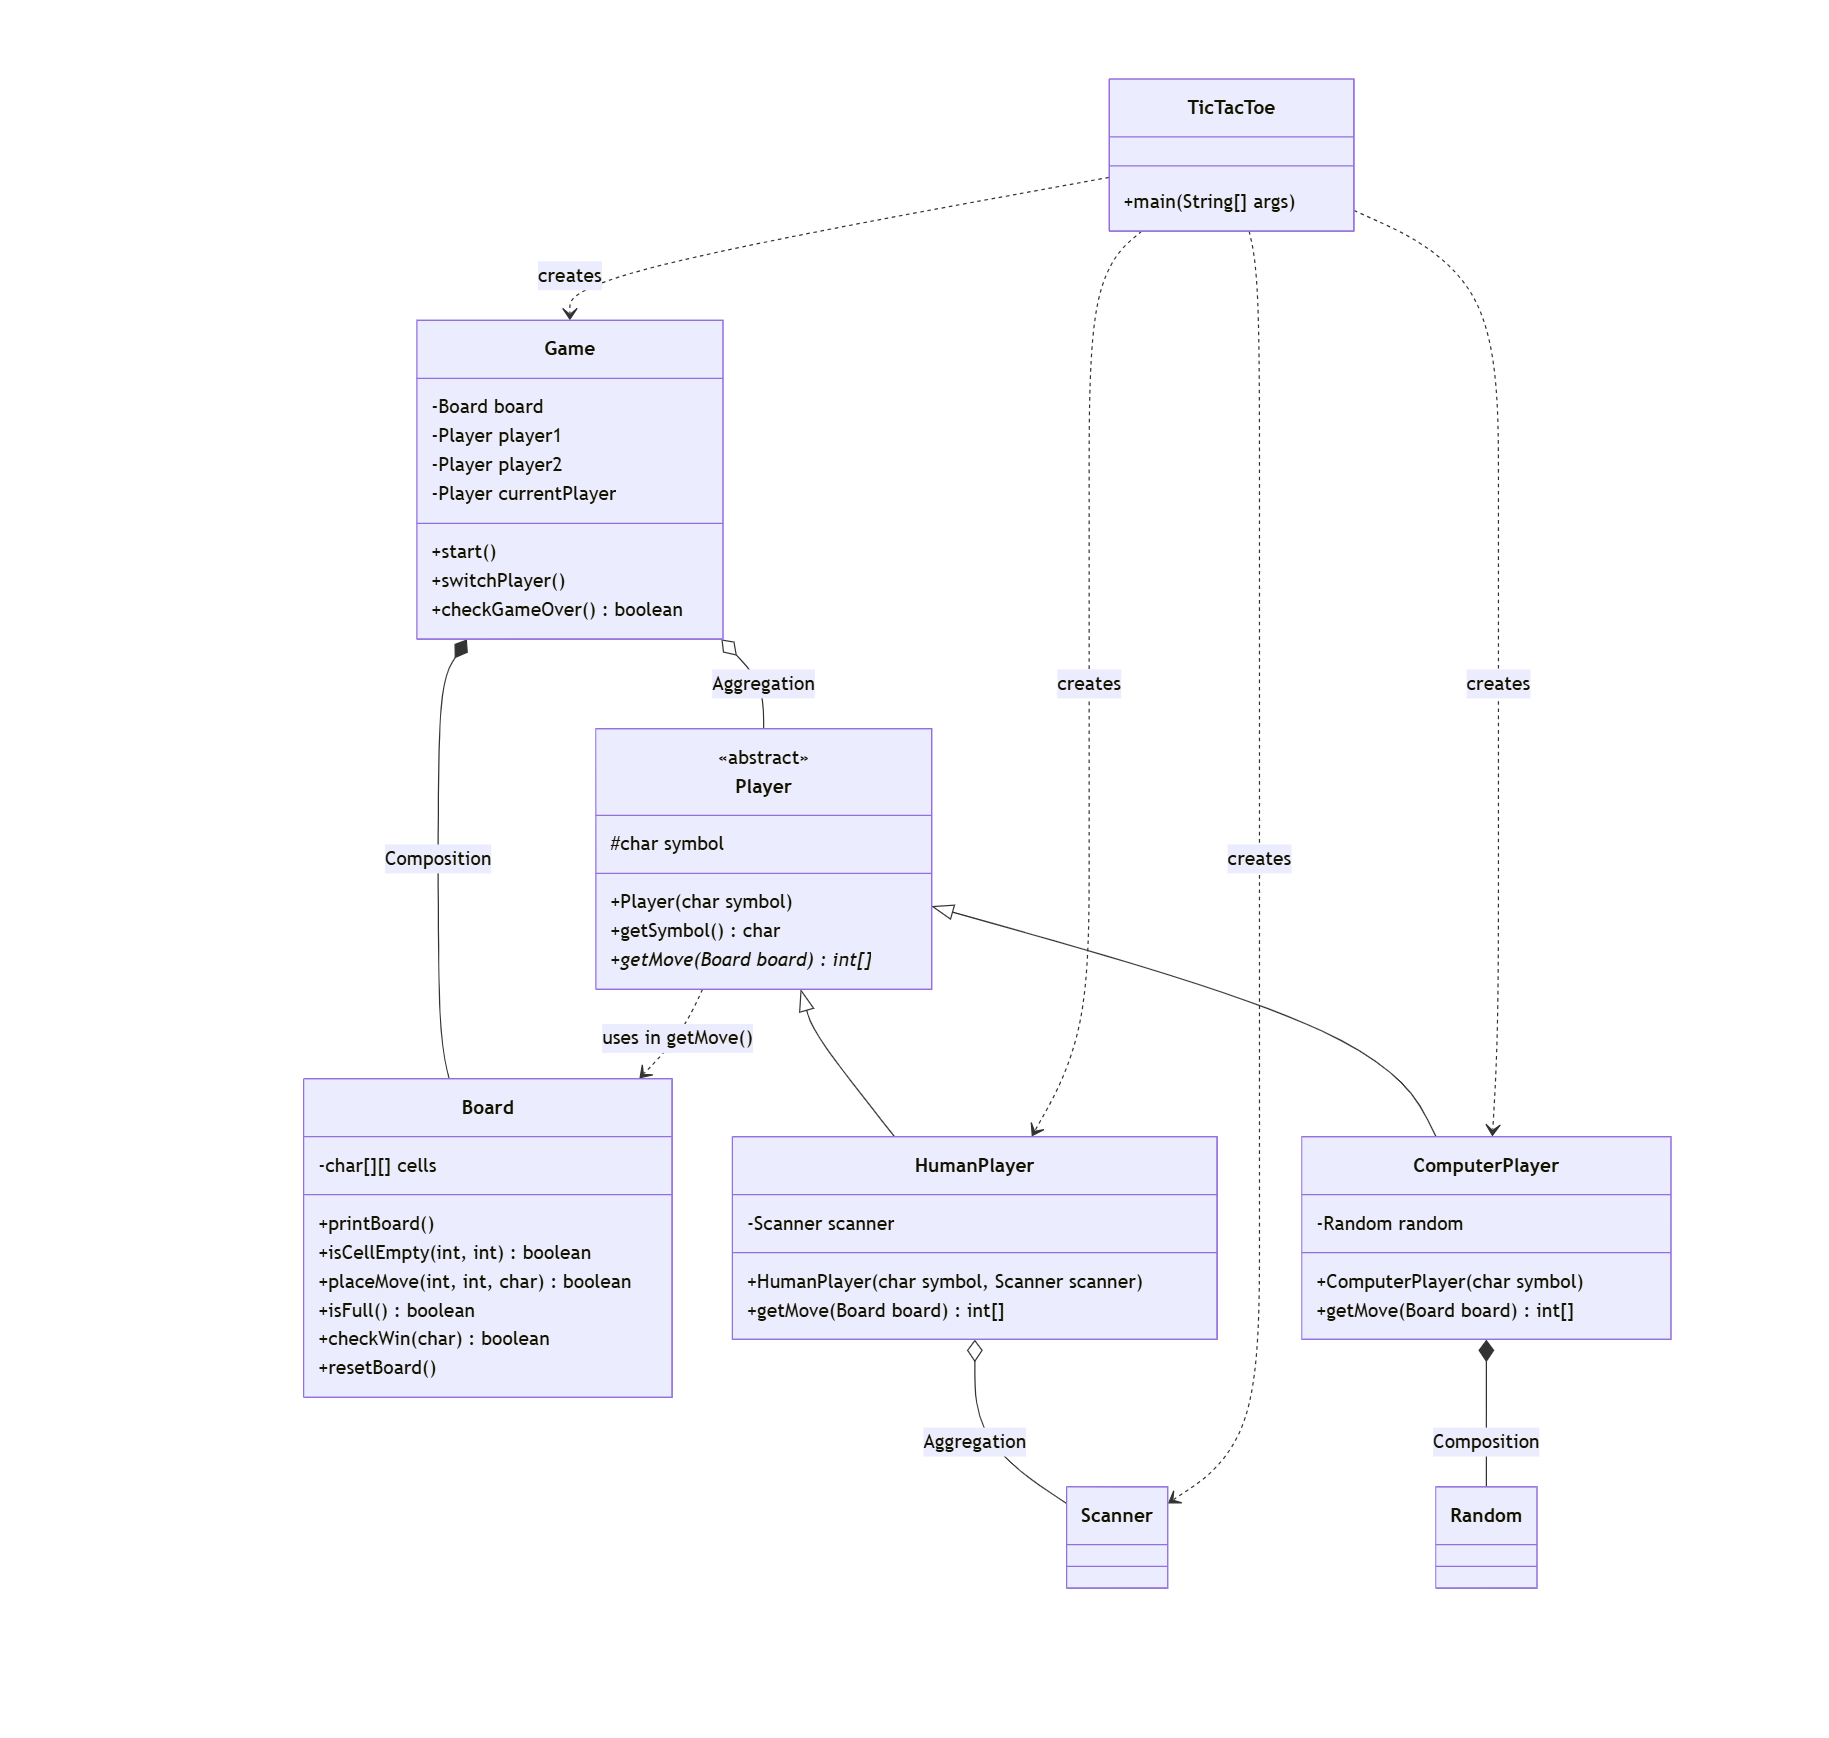 TicTacToe
+main(String[] args)
creates
Game
-Board board
-Player player1
-Player player2
-Player currentPlayer
+start()
+switchPlayer()
+checkGameOver() : boolean
Aggregation
creates
creates
«abstract»
Player
#char symbol
+Player(char symbol)
+getSymbol() : char
+getMove(Board board) : int[]
Composition
creates
uses in getMove()
Board
-char[][] cells
+printBoard()
+isCellEmpty(int, int) : boolean
+placeMove(int, int, char) : boolean
+isFull() : boolean
+checkWin(char) : boolean
+resetBoard()
HumanPlayer
-Scanner scanner
+HumanPlayer(char symbol, Scanner scanner)
+getMove(Board board) : int[]
ComputerPlayer
-Random random
+ComputerPlayer(char symbol)
+getMove(Board board) : int[]
Aggregation
Composition
Scanner
Random